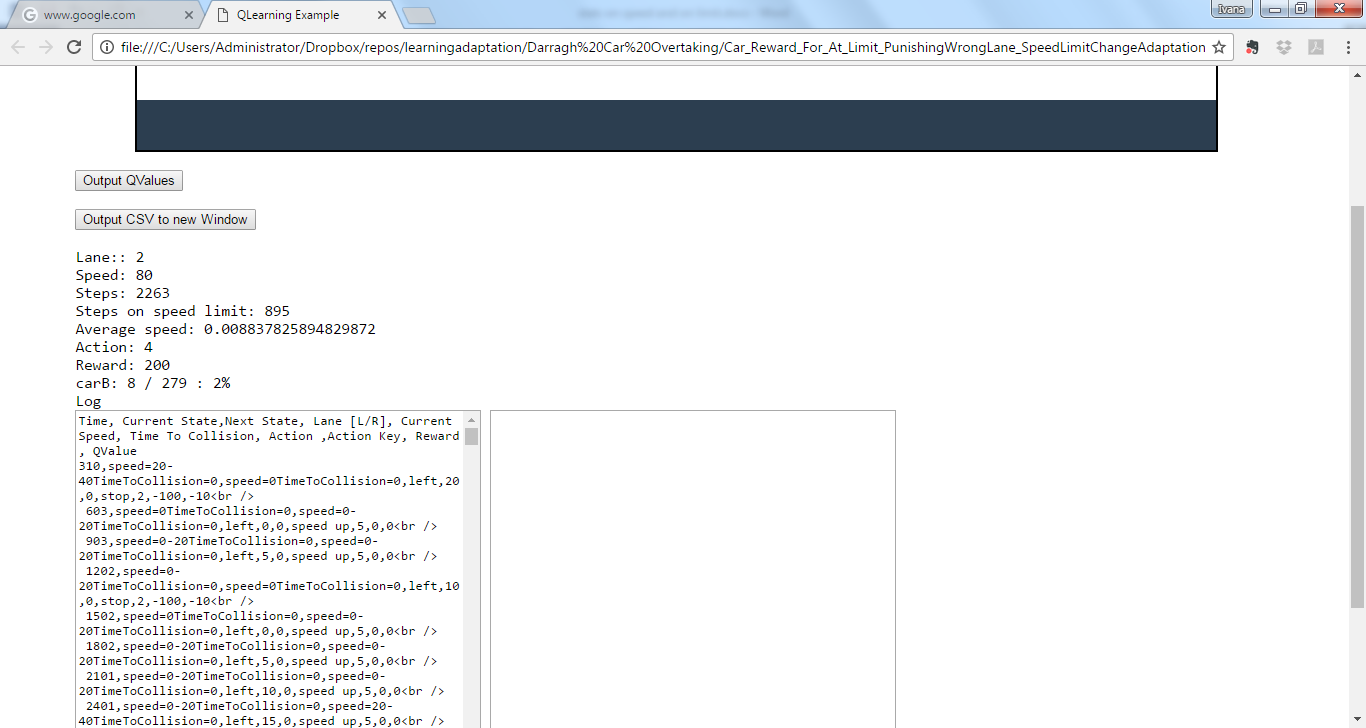 www.google.com
QLearning Example
Ivana
file:///C:/Users/Administrator/Dropbox/repos/learningadaptation/Darragh%20Car%20Overtaking/Car_Reward_For_At_Limit_PunishingWrongLane_SpeedLimitChangeAdaptation
Output QValues
Output CSV to new Window
Lane:: 2
Speed: 80
Steps: 2263
Steps on speed limit: 895
Average speed: 0.008837825894829872
Action: 4
Reward: 200
carB: 8 / 279 : 2%
Log
Time, Current State,Next State, Lane [L/R], Current
Speed, Time To Collision, Action ,Action Key, Reward
, QValue
310,speed=20-
40TimeToCollision=0,speed=0TimeToCollision=0,left,20
,0,stop,2,-100,-10<br />
603,speed=0TimeToCollision=0,speed=0-
20TimeToCollision=0,left,0,0,speed up,5,0,0<br />
903,speed=0-20TimeToCollision=0,speed=0-
20TimeToCollision=0,left,5,0,speed up,5,0,0<br />
1202,speed=0-
20TimeToCollision=0,speed=0TimeToCollision=0,left,10
,0,stop,2,-100,-10<br />
1502,speed=0TimeToCollision=0,speed=0-
20TimeToCollision=0,left,0,0,speed up,5,0,0<br />
1802,speed=0-20TimeToCollision=0,speed=0-
20TimeToCollision=0,left,5,0,speed up,5,0,0<br />
2101,speed=0-20TimeToCollision=0,speed=0-
20TimeToCollision=0,left,10,0,speed up,5,0,0<br />
2401,speed=0-20TimeToCollision=0,speed=20-
40TimeToCollision=0,left,15,0,speed up,5,0,0<br />